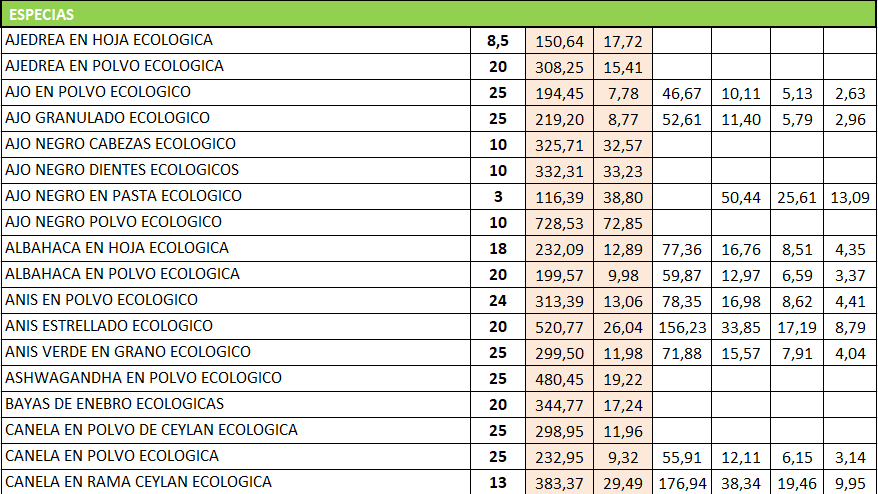 ESPECIAS
AJEDREA EN HOJA ECOLOGICA 8,5 150,64 17,72
AJEDREA EN POLVO ECOLOGICA 20 308,25 15,41
AJO EN POLVO ECOLOGICO 25 194,45 7,78 46,67 10,11 5,13 2,63
AJO GRANULADO ECOLOGICO 25 219,20 8,77 52,61 11,40 5,79 2,96
AJO NEGRO CABEZAS ECOLOGICO 10 325,71 32,57
AJO NEGRO DIENTES ECOLOGICOS 10 332,31 33,23
AJO NEGRO EN PASTA ECOLOGICO 3 116,39 38,80 50,44 25,61 13,09
AJO NEGRO POLVO ECOLOGICO 10 728,53 72,85
ALBAHACA EN HOJA ECOLOGICA 18 232,09 12,89 77,36 16,76 8,51 4,35
ALBAHACA EN POLVO ECOLOGICA 20 199,57 9,98 59,87 12,97 6,59 3,37
ANIS EN POLVO ECOLOGICO 24 313,39 13,06 78,35 16,98 8,62 4,41
ANIS ESTRELLADO ECOLOGICO 20 520,77 26,04 156,23 33,85 17,19 8,79
ANIS VERDE EN GRANO ECOLOGICO 25 299,50 11,98 71,88 15,57 7,91 4,04
ASHWAGANDHA EN POLVO ECOLOGICO 25 480,45 19,22
BAYAS DE ENEBRO ECOLOGICAS 20 344,77 17,24
CANELA EN POLVO DE CEYLAN ECOLOGICA 25 298,95 11,96
CANELA EN POLVO ECOLOGICA 25 232,95 9,32 55,91 12,11 6,15 3,14
CANELA EN RAMA CEYLAN ECOLOGICA 13 383,37 29,49 176,94 38,34 19,46 9,95